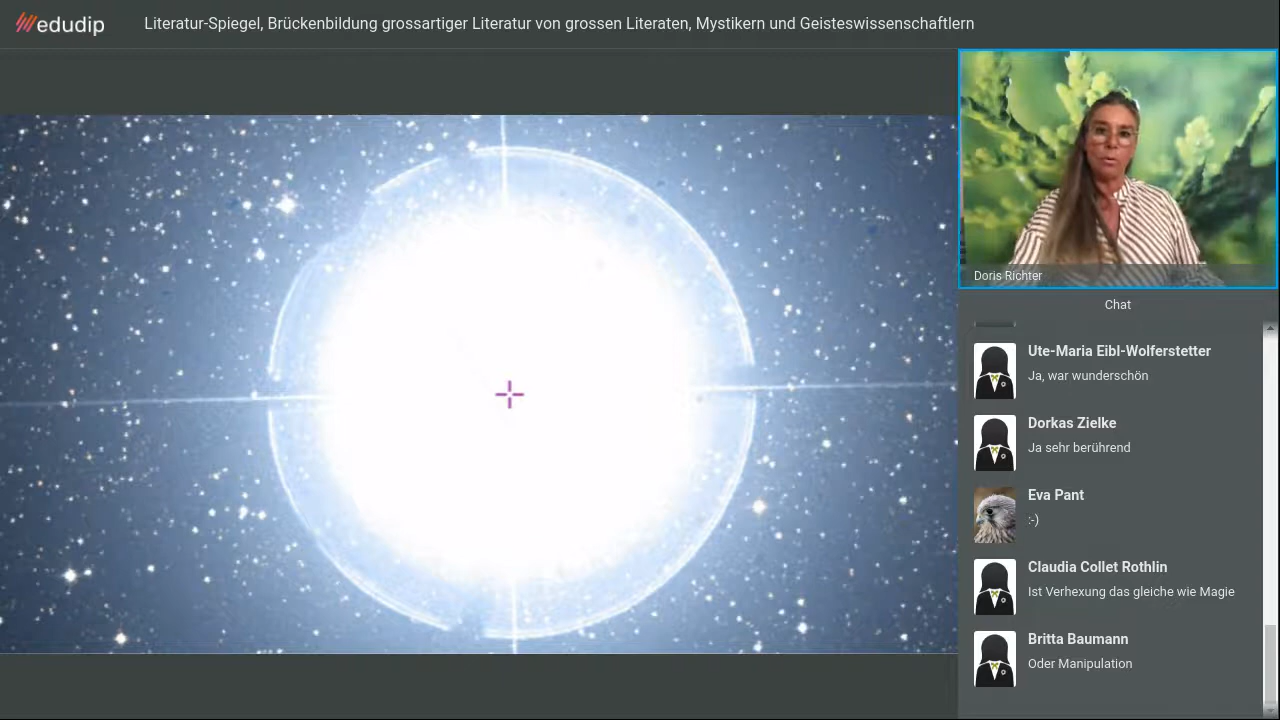 edudip
Literatur-Spiegel, Brückenbildung grossartiger Literatur von grossen Literaten, Mystikern und Geisteswissenschaftlern
Doris Richter
Chat
Ute-Maria Eibl-Wolferstetter
Ja, war wunderschön
Dorkas Zielke
Ja sehr berührend
Eva Pant
:-)
Claudia Collet Rothlin
Ist Verhexung das gleiche wie Magie
Britta Baumann
Oder Manipulation